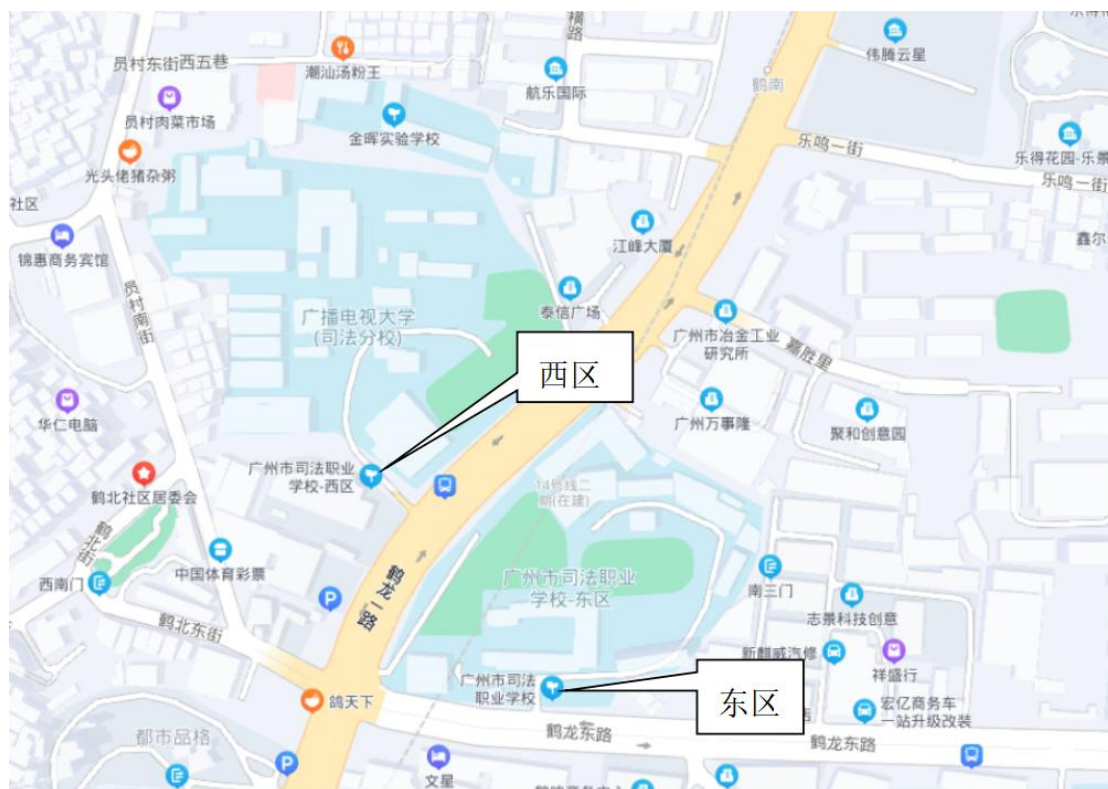 横路
员村东街西五巷
潮汕汤粉王
航乐国际
伟腾云星
鹤南
员村肉菜市场
金晖实验学校
乐鸣一街
乐得花园-乐景
光头佬猪杂粥
乐鸣一街
社区
锦惠商务宾馆
江峰大厦
鑫尔
员村南街
广播电视大学
(司法分校)
泰信广场
广州市冶金工业
研究所
嘉胜里
西区
华仁电脑
广州万事隆
聚和创意园
广州市司法职业
学校-西区
鹤北社区居委会
14号线二
期(在建)
鹤北街
中国体育彩票
西南门
鹤龙一路
P
广州市司法职业
学校-东区
南三门
志景科技创意
鹤北东街
新麒威汽修
祥盛行
广州市司法
职业学校
东区
鸽天下
宏亿商务车
一站升级改装
都市品格
鹤龙东路
鹤龙东路
P
文星